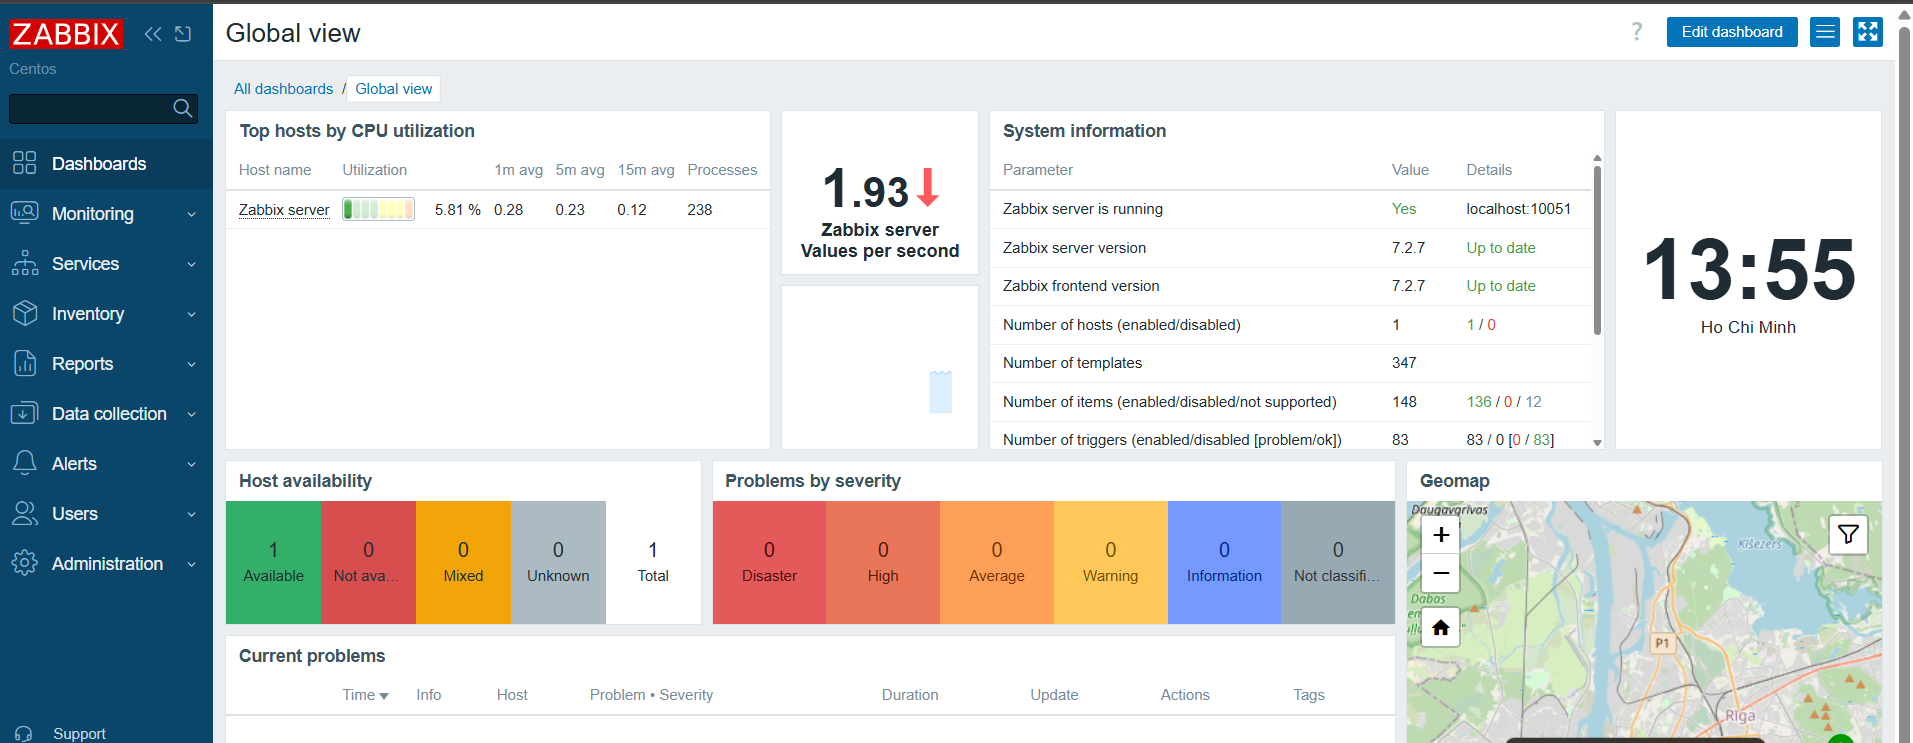 ZABBIX
Centos
Dashboards
Monitoring
Services
Inventory
Reports
Data collection
Alerts
Users
Administration
Support
Global view
? Edit dashboard
All dashboards / Global view
Top hosts by CPU utilization
Host name Utilization 1m avg 5m avg 15m avg Processes
Zabbix server 5.81 % 0.28 0.23 0.12 238
1.93
Zabbix server
Values per second
System information
Parameter Value Details
Zabbix server is running Yes localhost:10051
Zabbix server version 7.2.7 Up to date
Zabbix frontend version 7.2.7 Up to date
Number of hosts (enabled/disabled) 1 1 / 0
Number of templates 347
Number of items (enabled/disabled/not supported) 148 136 / 0 / 12
Number of triggers (enabled/disabled [problem/ok]) 83 83 / 0 [0 / 83]
13:55
Ho Chi Minh
Host availability
1 0 0 0 1
Available Not ava... Mixed Unknown Total
Problems by severity
0 0 0 0 0 0
Disaster High Average Warning Information Not classifi...
Geomap
Daugavgrīvas
+
−
Ķīšezers
Dabas
P1
Rīga
Current problems
Time Info Host Problem • Severity Duration Update Actions Tags